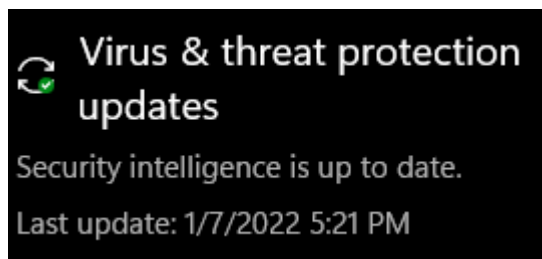 Virus & threat protection
updates
Security intelligence is up to date.
Last update: 1/7/2022 5:21 PM